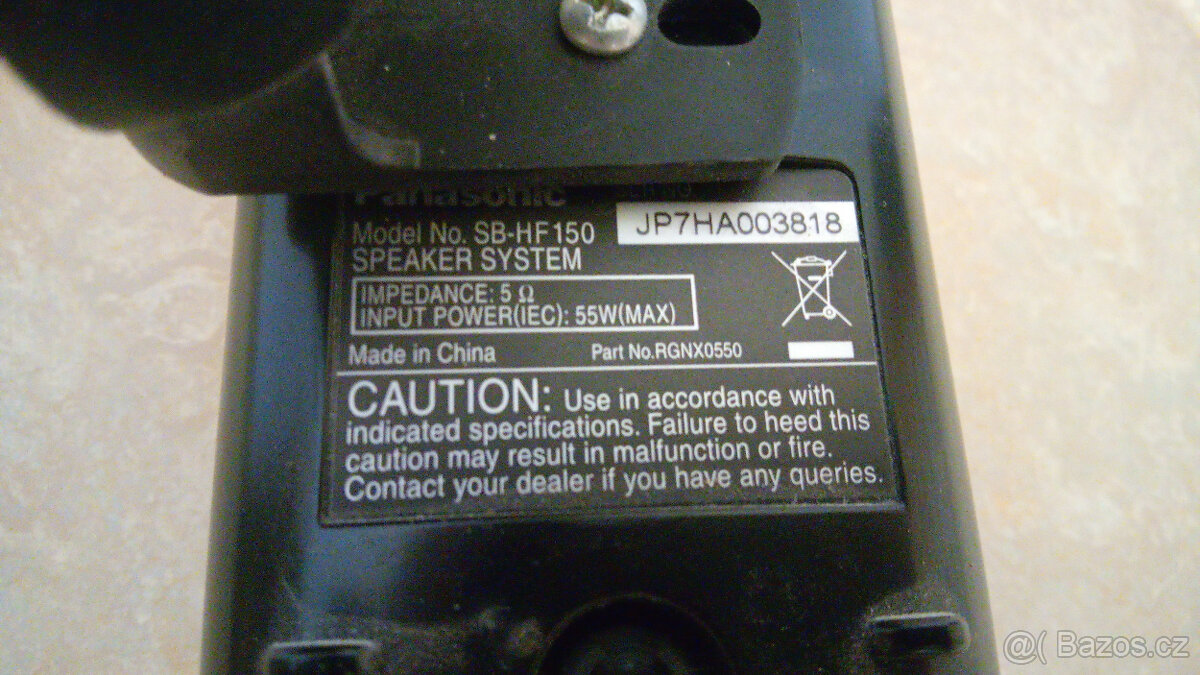 Panasonic
Model No. SB-HF150
JP7HA003818
SPEAKER SYSTEM
IMPEDANCE: 5 Ω
INPUT POWER(IEC): 55W(MAX)
Made in China
Part No.RGNX0550
CAUTION: Use in accordance with
indicated specifications. Failure to heed this
caution may result in malfunction or fire.
Contact your dealer if you have any queries.
@( Bazos.cz